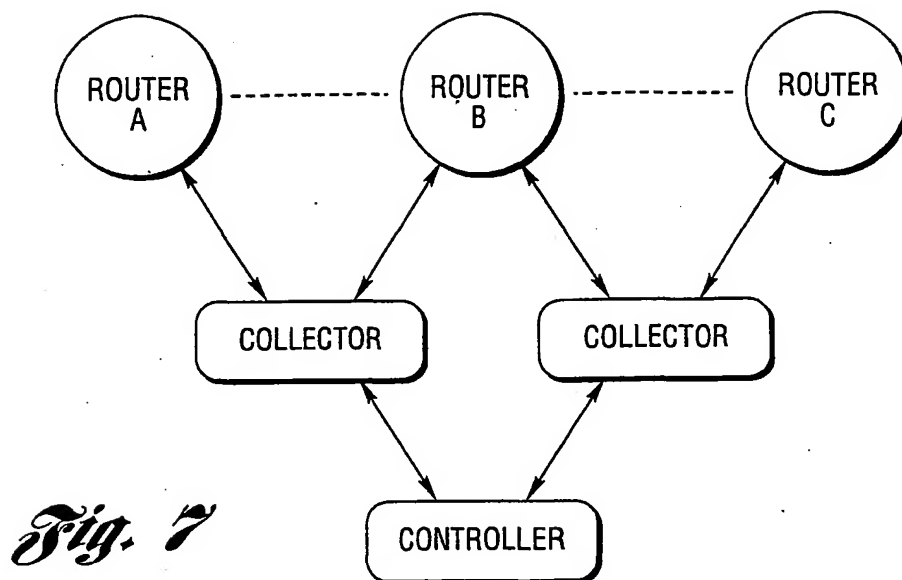 ROUTER
A
ROUTER
B
ROUTER
C
COLLECTOR
COLLECTOR
CONTROLLER
Fig. 7